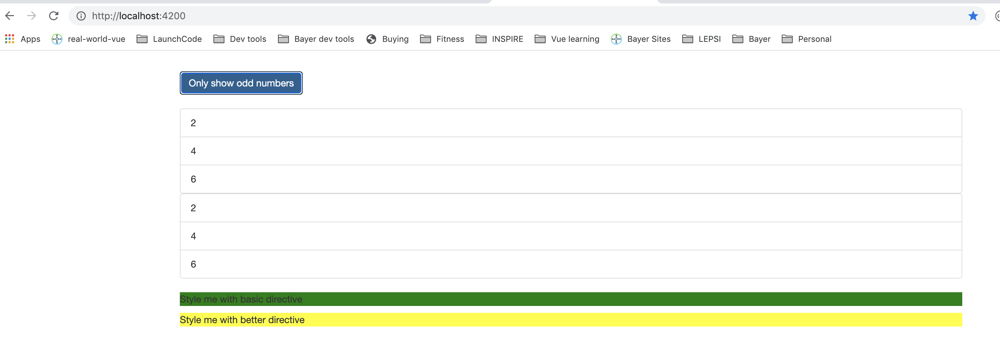 http://localhost:4200
Apps real-world-vue LaunchCode Dev tools Bayer dev tools Buying Fitness INSPIRE Vue learning Bayer Sites LEPSI Bayer Personal
Only show odd numbers
2
4
6
2
4
6
Style me with basic directive
Style me with better directive